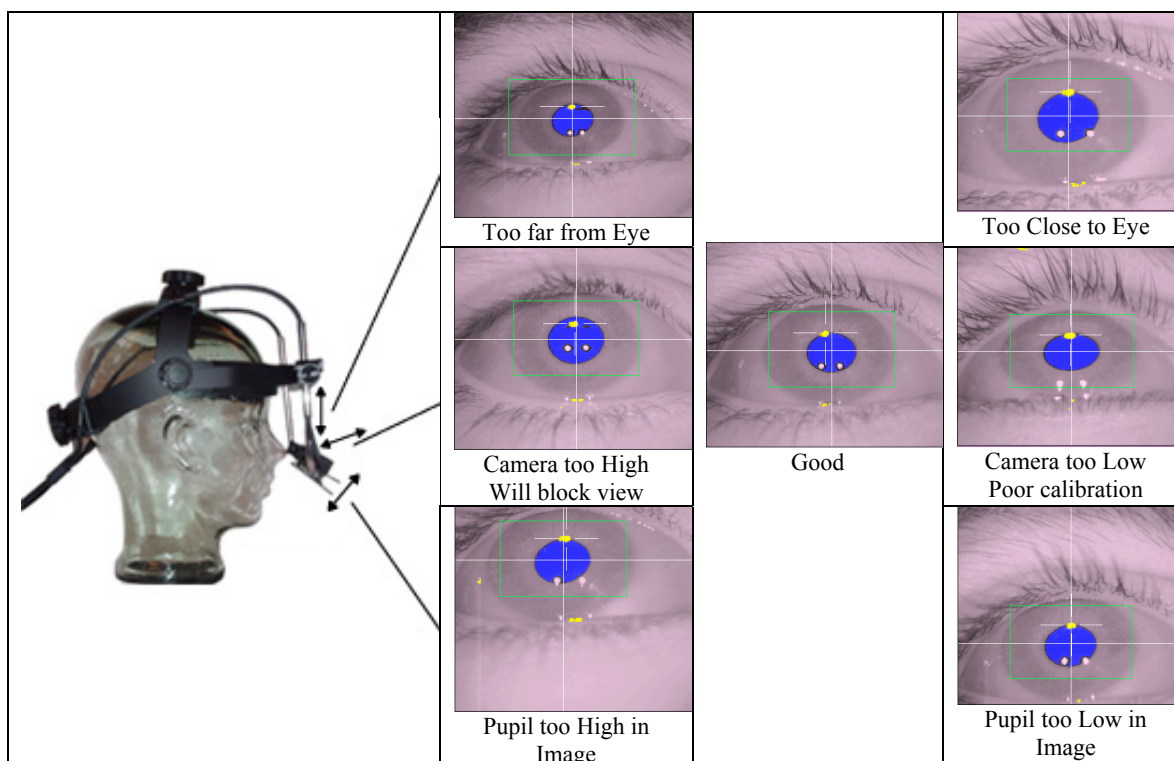 Too far from Eye
Too Close to Eye
Camera too High
Will block view
Good
Camera too Low
Poor calibration
Pupil too High in
Image
Pupil too Low in
Image